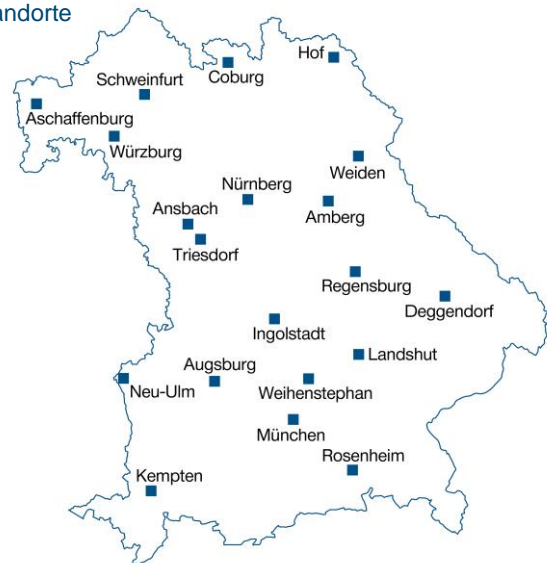 andorte
Hof
Coburg
Schweinfurt
Aschaffenburg
Würzburg
Weiden
Nürnberg
Amberg
Ansbach
Triesdorf
Regensburg
Deggendorf
Ingolstadt
Landshut
Augsburg
Neu-Ulm
Weihenstephan
München
Rosenheim
Kempten